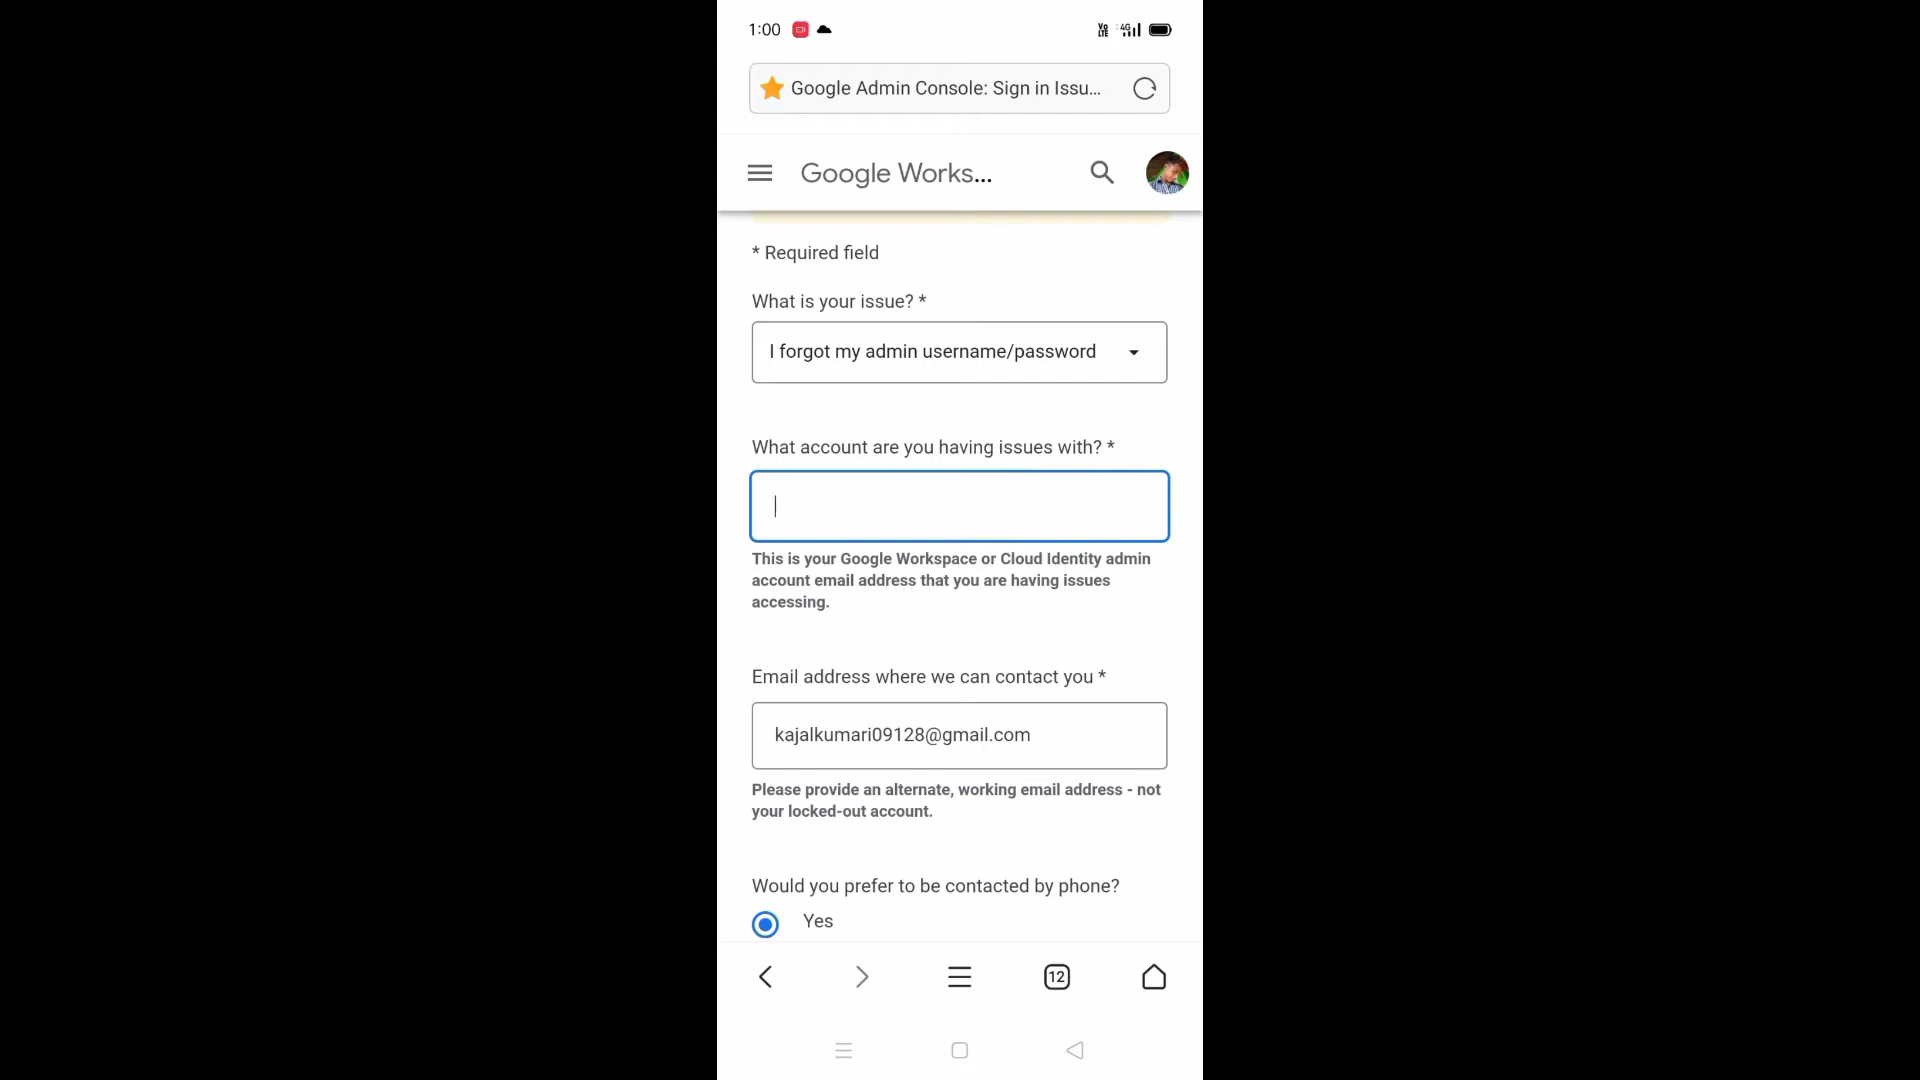 1:00
Vo
LTE
4G
Google Admin Console: Sign in Issu...
Google Works...
* Required field
What is your issue? *
I forgot my admin username/password
What account are you having issues with? *
This is your Google Workspace or Cloud Identity admin
account email address that you are having issues
accessing.
Email address where we can contact you *
kajalkumari09128@gmail.com
Please provide an alternate, working email address - not
your locked-out account.
Would you prefer to be contacted by phone?
Yes
12